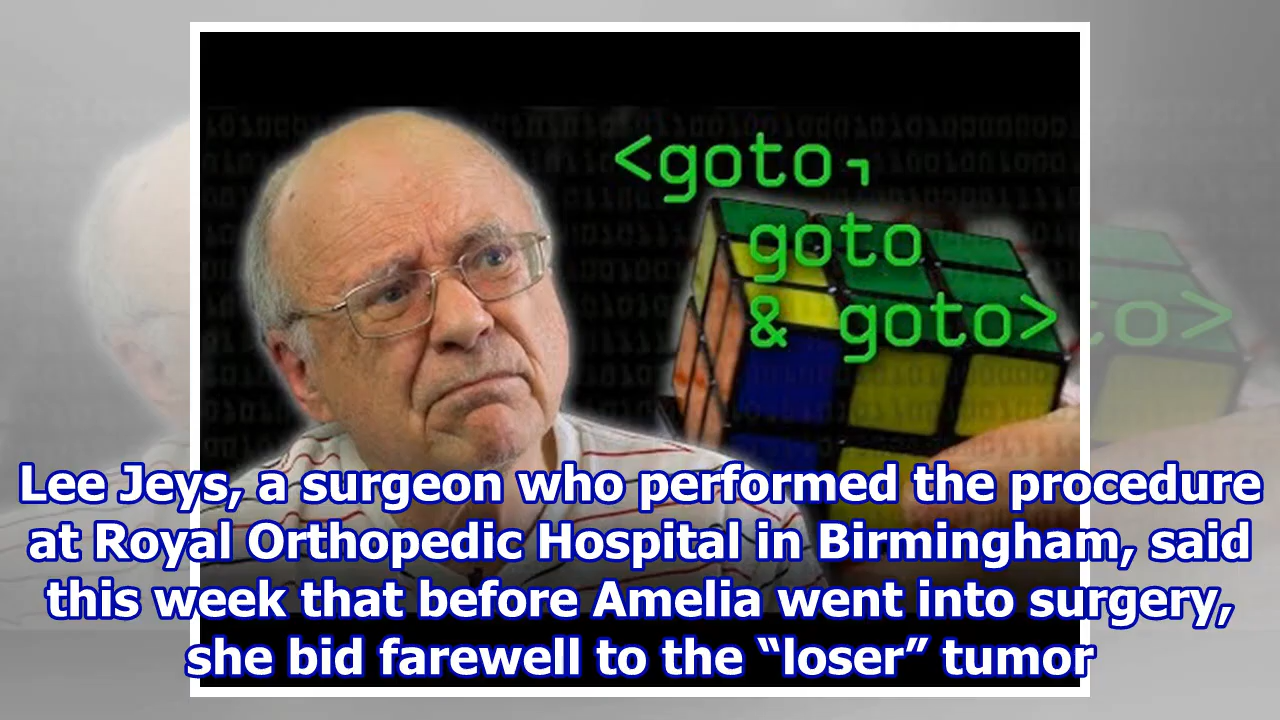 <goto¬
goto
& goto>
to>
Lee Jeys, a surgeon who performed the procedure
at Royal Orthopedic Hospital in Birmingham, said
this week that before Amelia went into surgery,
she bid farewell to the “loser” tumor